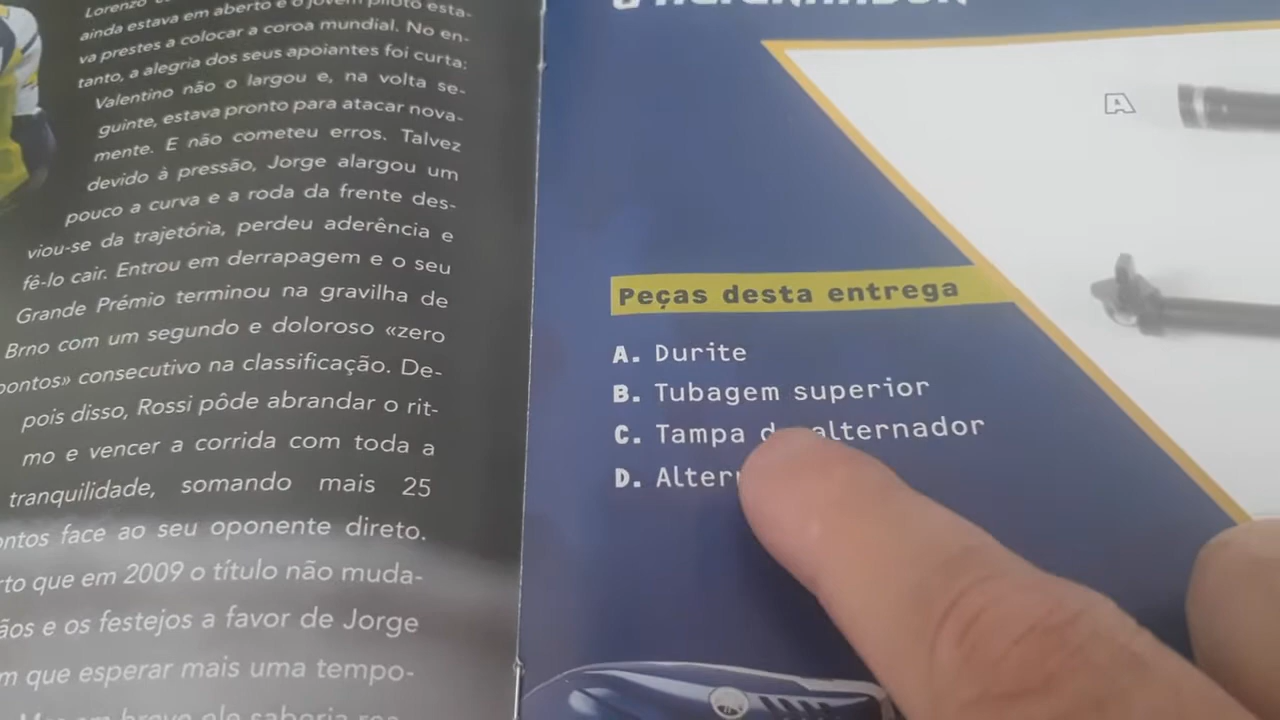 ainda estava em aberto e o jovem piloto esta-
va prestes a colocar a coroa mundial. No en-
tanto, a alegria dos seus apoiantes foi curta:
Valentino não o largou e, na volta se-
guinte, estava pronto para atacar nova-
mente. E não cometeu erros. Talvez
devido à pressão, Jorge alargou um
pouco a curva e a roda da frente des-
viou-se da trajetória, perdeu aderência e
fê-lo cair. Entrou em derrapagem e o seu
Grande Prémio terminou na gravilha de
Brno com um segundo e doloroso «zero
pontos» consecutivo na classificação. De-
pois disso, Rossi pôde abrandar o rit-
mo e vencer a corrida com toda a
tranquilidade, somando mais 25
ontos face ao seu oponente direto.
rto que em 2009 o título não muda-
ãos e os festejos a favor de Jorge
m que esperar mais uma tempo-
A
Peças desta entrega
A. Durite
B. Tubagem superior
C. Tampa alternador
D. Alter